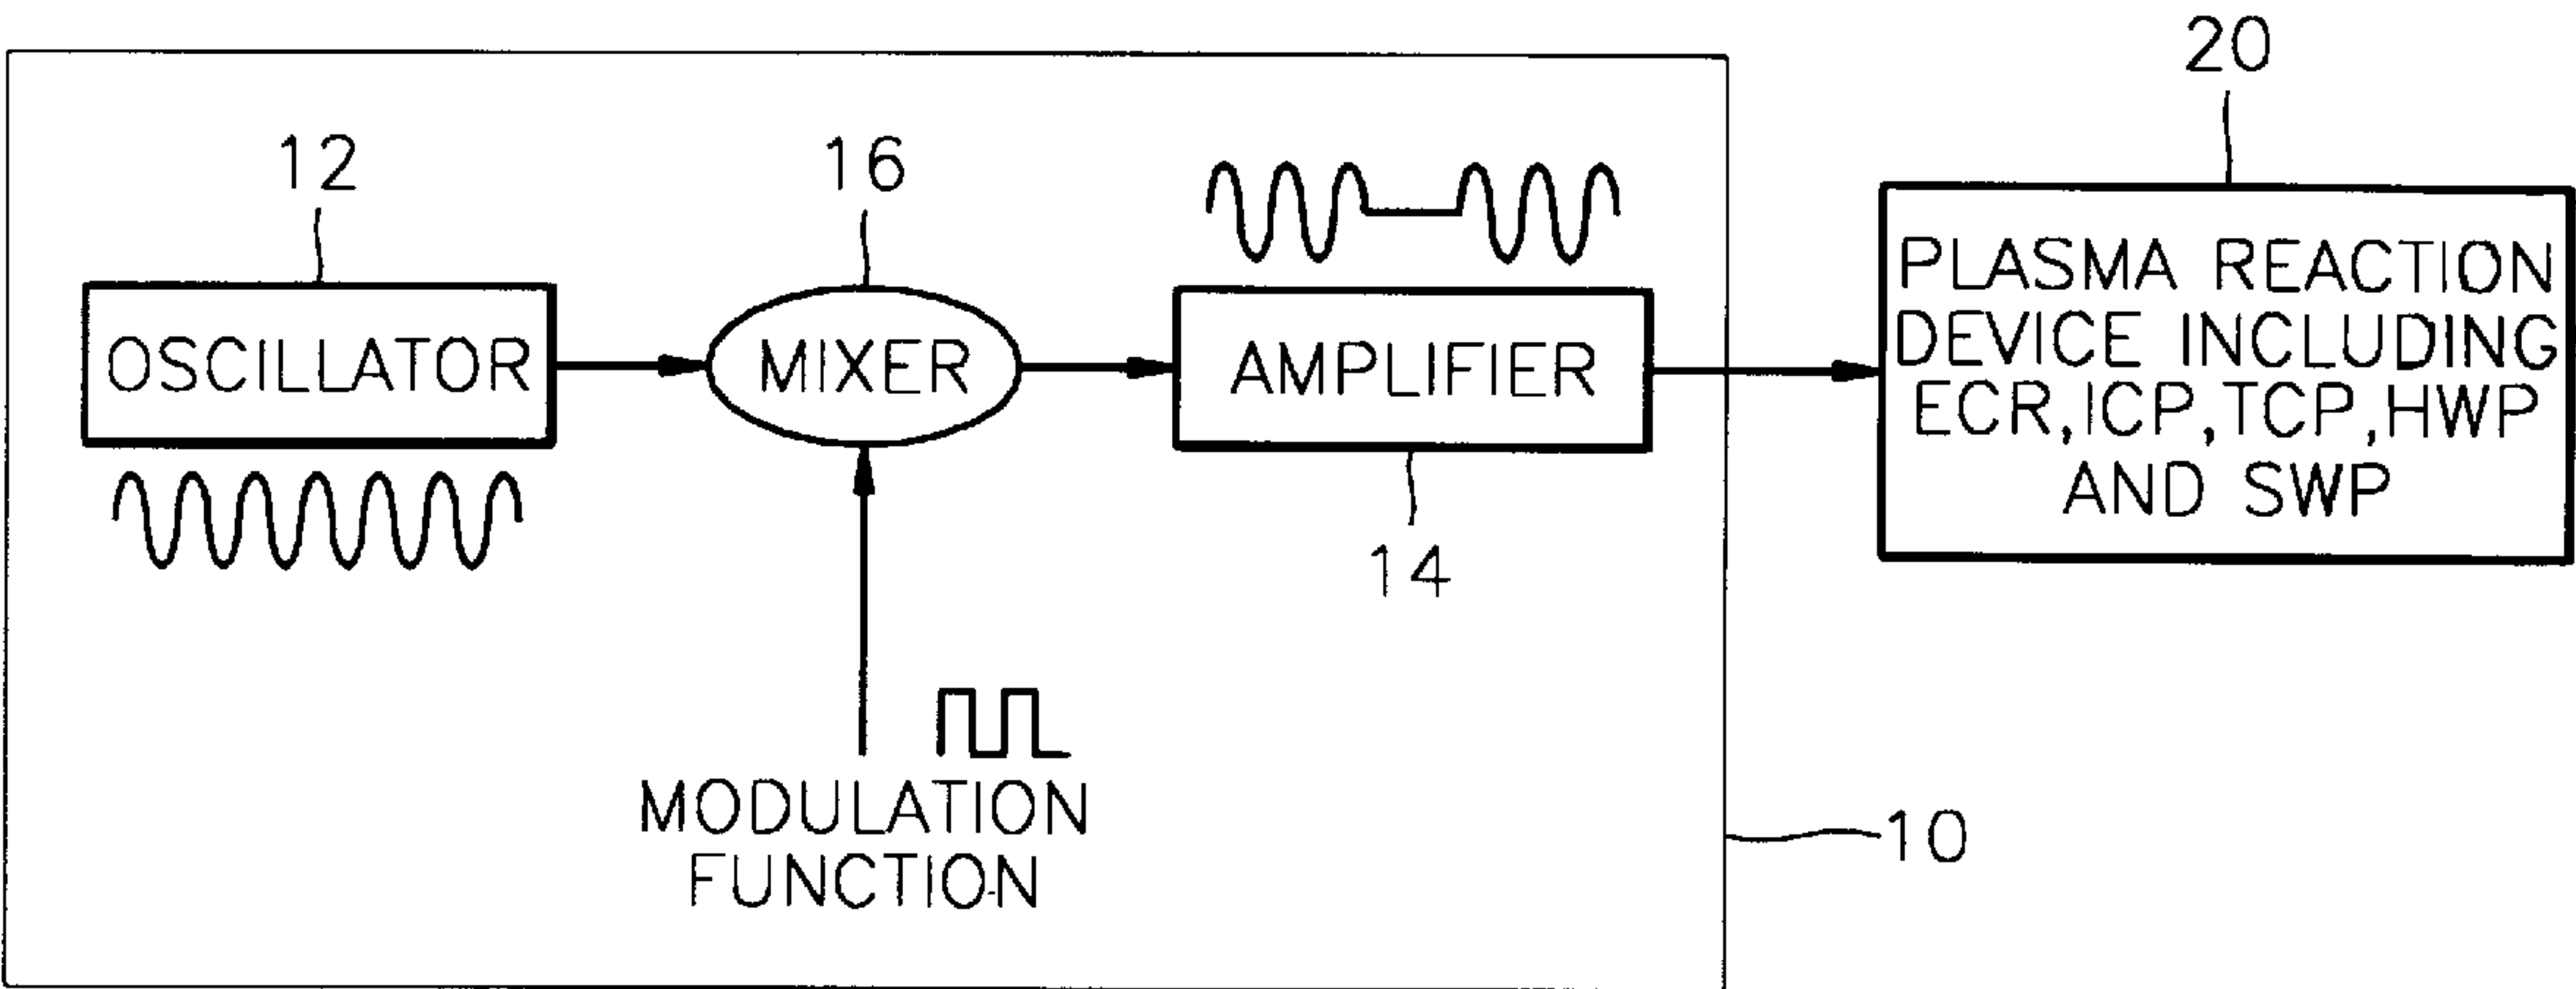 20
12
16
OSCILLATOR
MIXER
AMPLIFIER
PLASMA REACTION
DEVICE INCLUDING
ECR,ICP,TCP,HWP
AND SWP
14
MODULATION
FUNCTION
10